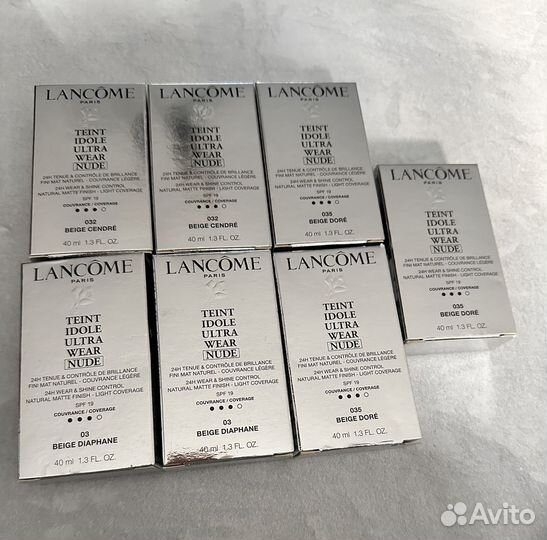 LANCÔME
PARIS
TEINT
IDOLE
ULTRA
WEAR
NUDE
24H TENUE & CONTRÔLE DE BRILLANCE
FINI MAT NATUREL - COUVRANCE LÉGÈRE
24H WEAR & SHINE CONTROL
NATURAL MATTE FINISH - LIGHT COVERAGE
SPF 19
COUVRANCE / COVERAGE
032
BEIGE CENDRÉ
40 ml 1.3 FL. OZ.
LANCÔME
PARIS
TEINT
IDOLE
ULTRA
WEAR
NUDE
24H TENUE & CONTRÔLE DE BRILLANCE
FINI MAT NATUREL - COUVRANCE LÉGÈRE
24H WEAR & SHINE CONTROL
NATURAL MATTE FINISH - LIGHT COVERAGE
SPF 19
COUVRANCE / COVERAGE
032
BEIGE CENDRÉ
40 ml 1.3 FL. OZ.
LANCÔME
PARIS
TEINT
IDOLE
ULTRA
WEAR
NUDE
24H TENUE & CONTRÔLE DE BRILLANCE
FINI MAT NATUREL - COUVRANCE LÉGÈRE
24H WEAR & SHINE CONTROL
NATURAL MATTE FINISH - LIGHT COVERAGE
SPF 19
COUVRANCE / COVERAGE
035
BEIGE DORÉ
40 ml 1.3 FL. OZ.
LANCÔME
PARIS
TEINT
IDOLE
ULTRA
WEAR
NUDE
24H TENUE & CONTRÔLE DE BRILLANCE
FINI MAT NATUREL - COUVRANCE LÉGÈRE
24H WEAR & SHINE CONTROL
NATURAL MATTE FINISH - LIGHT COVERAGE
SPF 19
COUVRANCE / COVERAGE
035
BEIGE DORÉ
40 ml 1.3 FL. OZ.
LANCÔME
PARIS
TEINT
IDOLE
ULTRA
WEAR
NUDE
24H TENUE & CONTRÔLE DE BRILLANCE
FINI MAT NATUREL - COUVRANCE LÉGÈRE
24H WEAR & SHINE CONTROL
NATURAL MATTE FINISH - LIGHT COVERAGE
SPF 19
COUVRANCE / COVERAGE
03
BEIGE DIAPHANE
40 ml 1.3 FL. OZ.
LANCÔME
PARIS
TEINT
IDOLE
ULTRA
WEAR
NUDE
24H TENUE & CONTRÔLE DE BRILLANCE
FINI MAT NATUREL - COUVRANCE LÉGÈRE
24H WEAR & SHINE CONTROL
NATURAL MATTE FINISH - LIGHT COVERAGE
SPF 19
COUVRANCE / COVERAGE
03
BEIGE DIAPHANE
40 ml 1.3 FL. OZ.
LANCÔME
PARIS
TEINT
IDOLE
ULTRA
WEAR
NUDE
24H TENUE & CONTRÔLE DE BRILLANCE
FINI MAT NATUREL - COUVRANCE LÉGÈRE
24H WEAR & SHINE CONTROL
NATURAL MATTE FINISH - LIGHT COVERAGE
SPF 19
COUVRANCE / COVERAGE
035
BEIGE DORÉ
40 ml 1.3 FL. OZ.
Avito